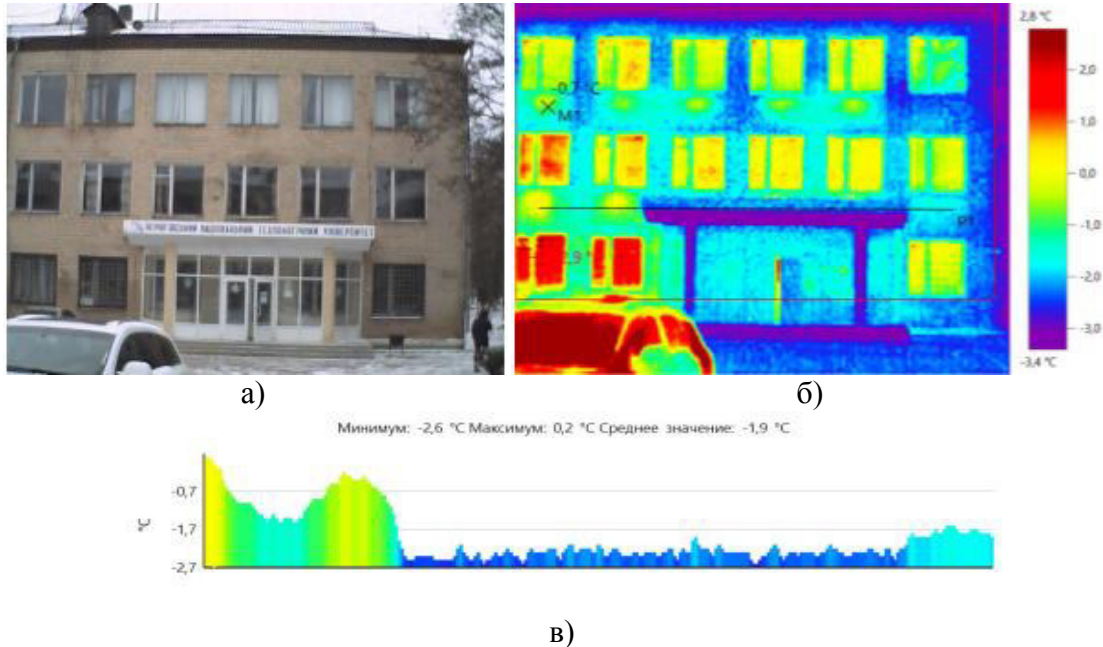 2,8 °C
-0,7 °C
M1
2,0
1,0
0,0
P1
-1,0
-2,0
-3,0
-3,4 °C
а)
б)
Минимум: -2,6 °C Максимум: 0,2 °C Среднее значение: -1,9 °C
-0,7
°C
-1,7
-2,7
в)